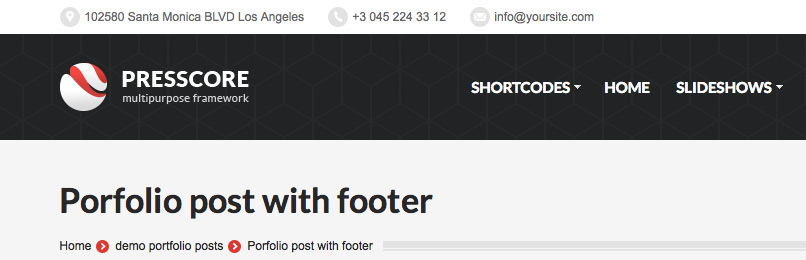 102580 Santa Monica BLVD Los Angeles +3 045 224 33 12 info@yoursite.com
PRESSCORE
multipurpose framework
SHORTCODES HOME SLIDESHOWS
Porfolio post with footer
Home demo portfolio posts Porfolio post with footer